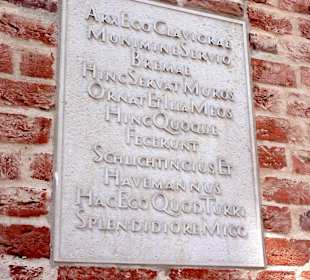 Arx Ego Clavigrae
Munimine Servio
Bremae
Hinc Servat Muros
Ornat Et Illa Meos
Hinc Quoque
Fecerunt
Schlichtingius Et
Havemannus
Hac Ego Quod Turri
Splendidiore Mico